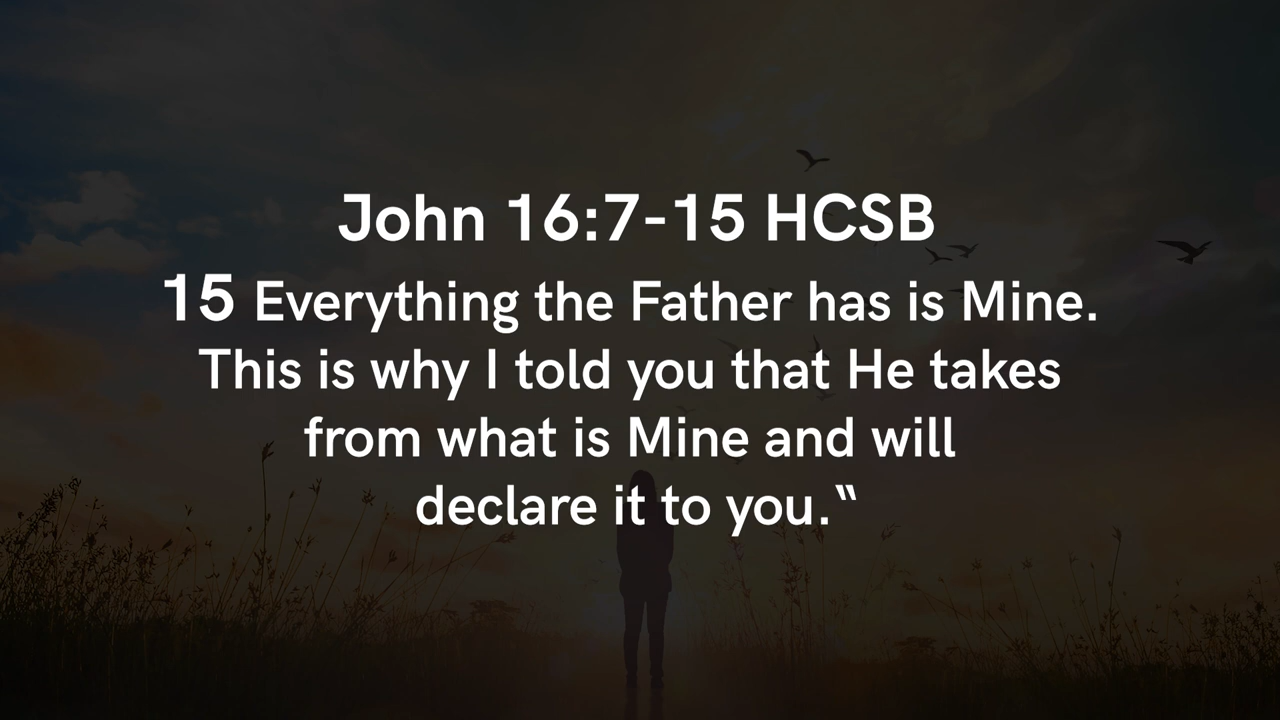 John 16:7-15 HCSB
15 Everything the Father has is Mine.
This is why I told you that He takes
from what is Mine and will
declare it to you.‟